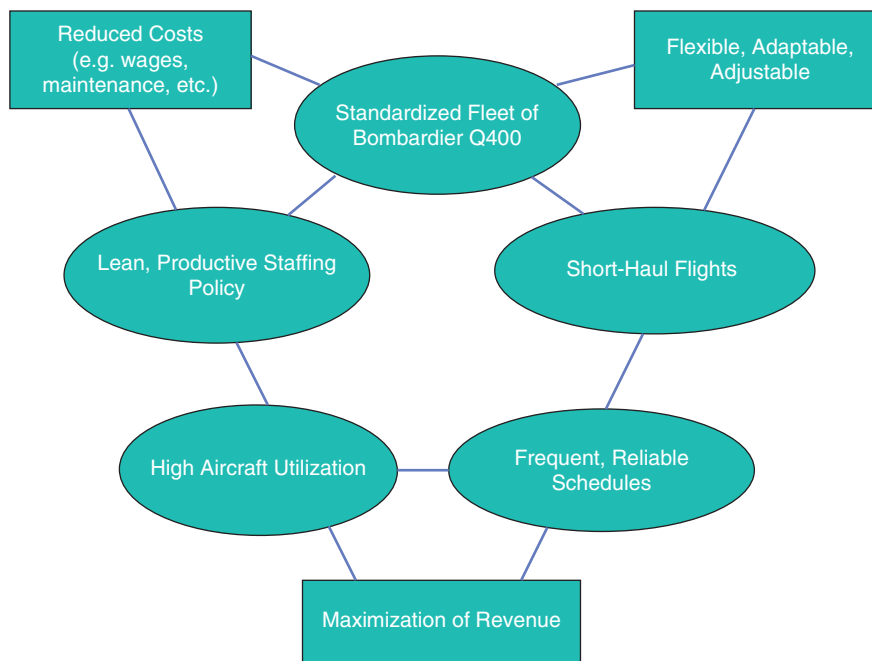 Reduced Costs
(e.g. wages,
maintenance, etc.)
Flexible, Adaptable,
Adjustable
Standardized Fleet of
Bombardier Q400
Lean, Productive Staffing
Policy
Short-Haul Flights
High Aircraft Utilization
Frequent, Reliable
Schedules
Maximization of Revenue